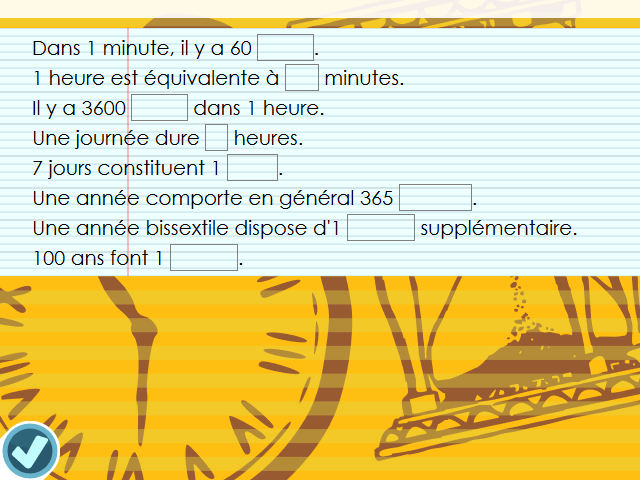 Dans 1 minute, il y a 60 .
1 heure est équivalente à minutes.
Il y a 3600 dans 1 heure.
Une journée dure heures.
7 jours constituent 1 .
Une année comporte en général 365 .
Une année bissextile dispose d'1 supplémentaire.
100 ans font 1 .